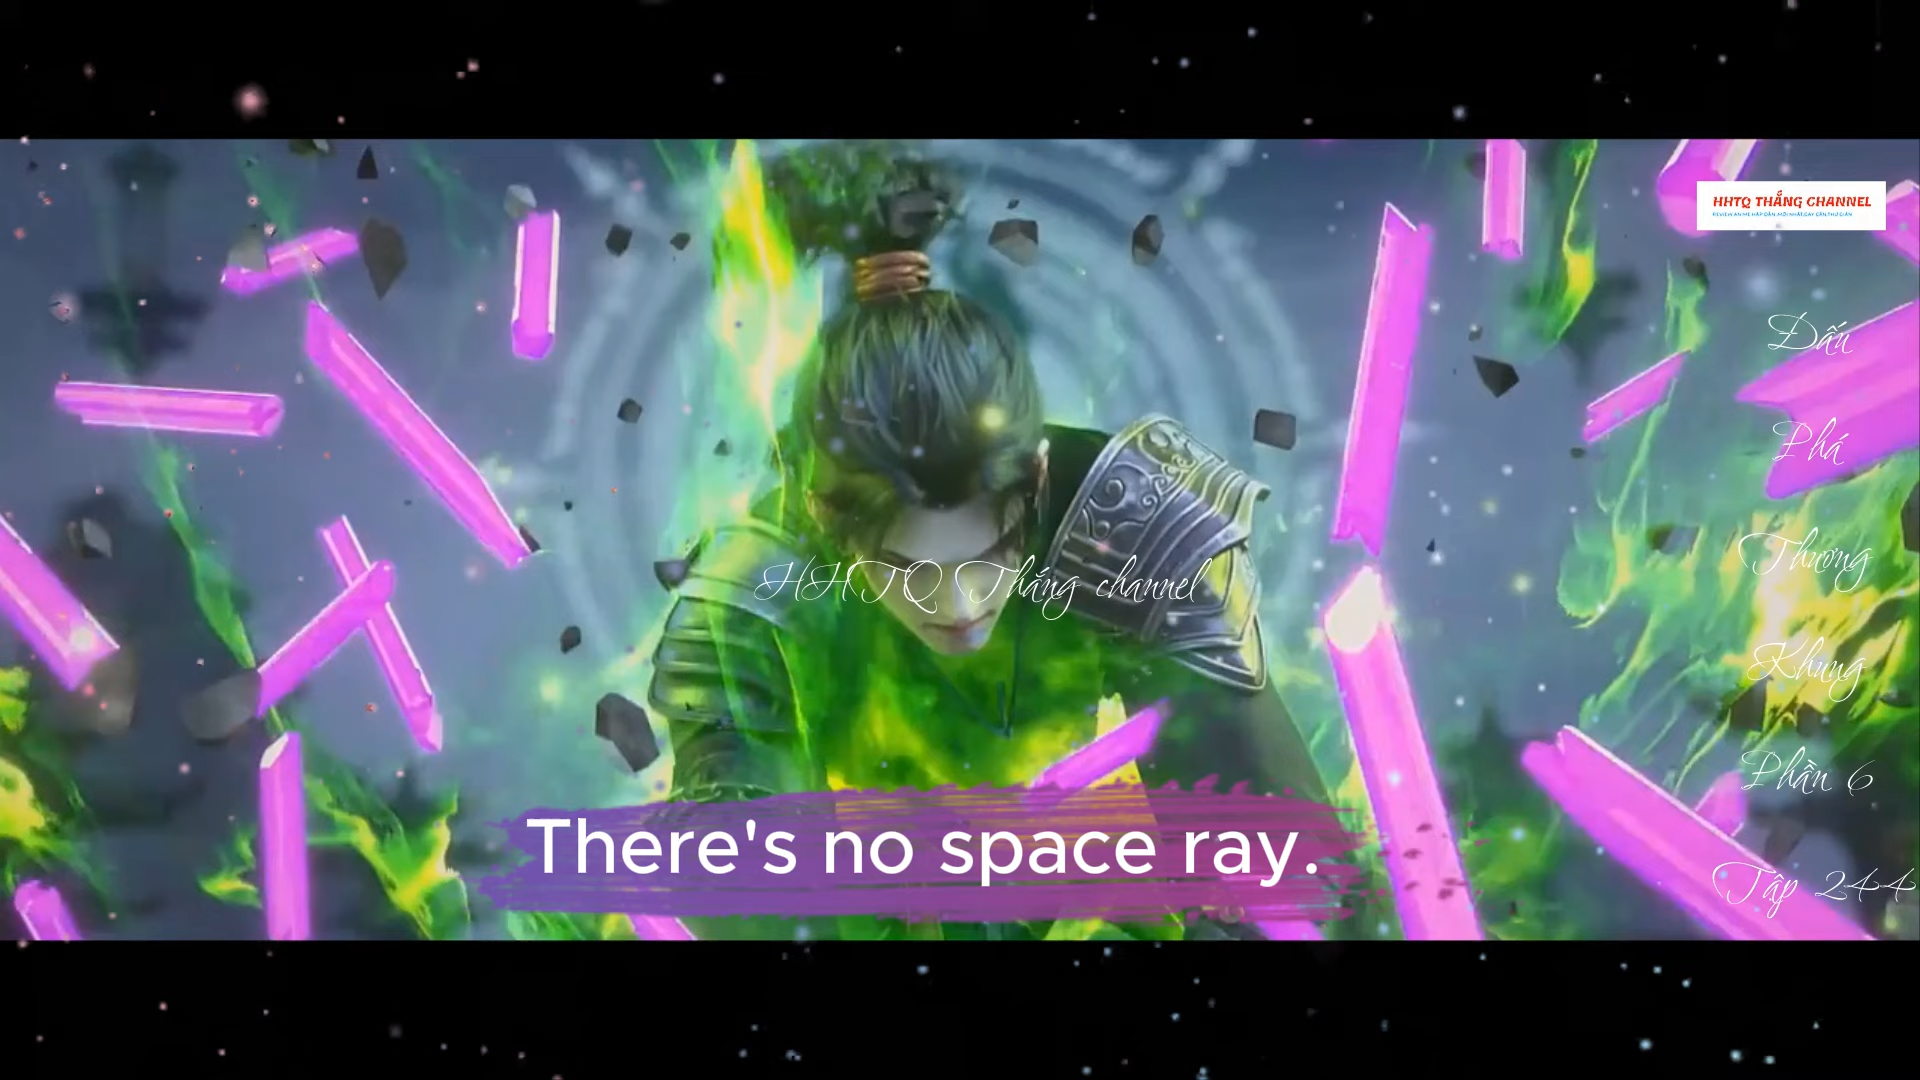 HHTQ THẮNG CHANNEL
Đấu
Phá
Thương
Khung
Phần 6
Tập 244
HHTQ Thắng channel
There's no space ray.